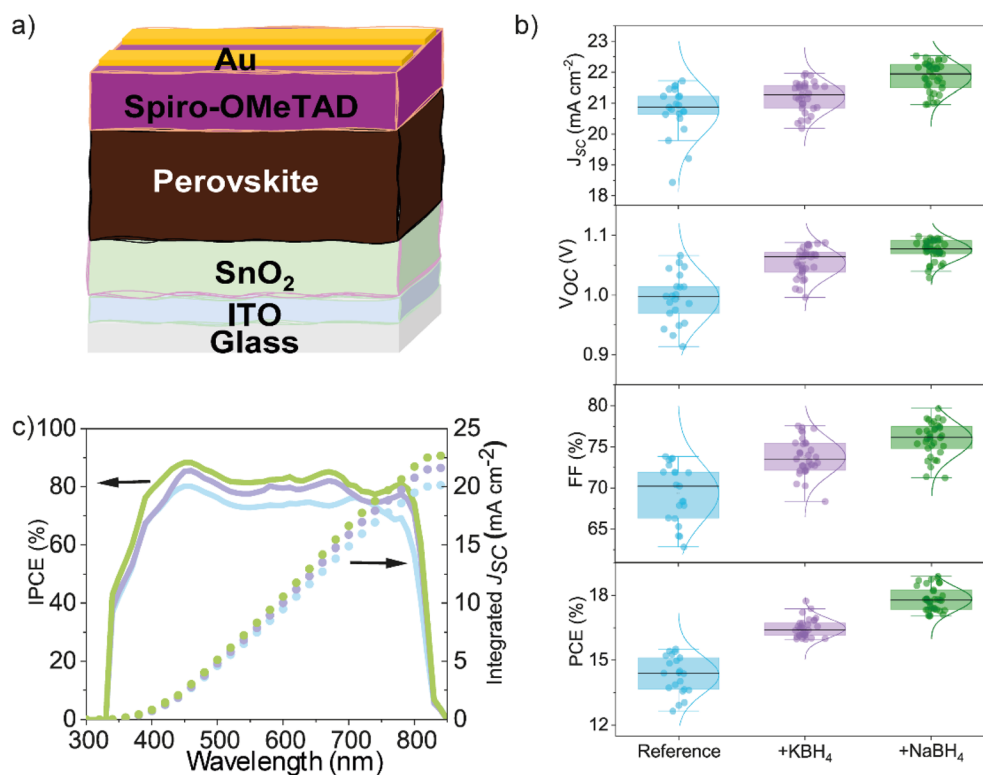 a)
Au
Spiro-OMeTAD
Perovskite
SnO₂
ITO
Glass
b)
23
22
21
20
19
18
J_SC (mA cm⁻²)
1.1
1.0
0.9
V_OC (V)
80
75
70
65
FF (%)
18
15
12
PCE (%)
Reference
+KBH₄
+NaBH₄
c)
100
80
60
40
20
0
IPCE (%)
25
20
15
10
5
0
Integrated J_SC (mA cm⁻²)
300 400 500 600 700 800
Wavelength (nm)